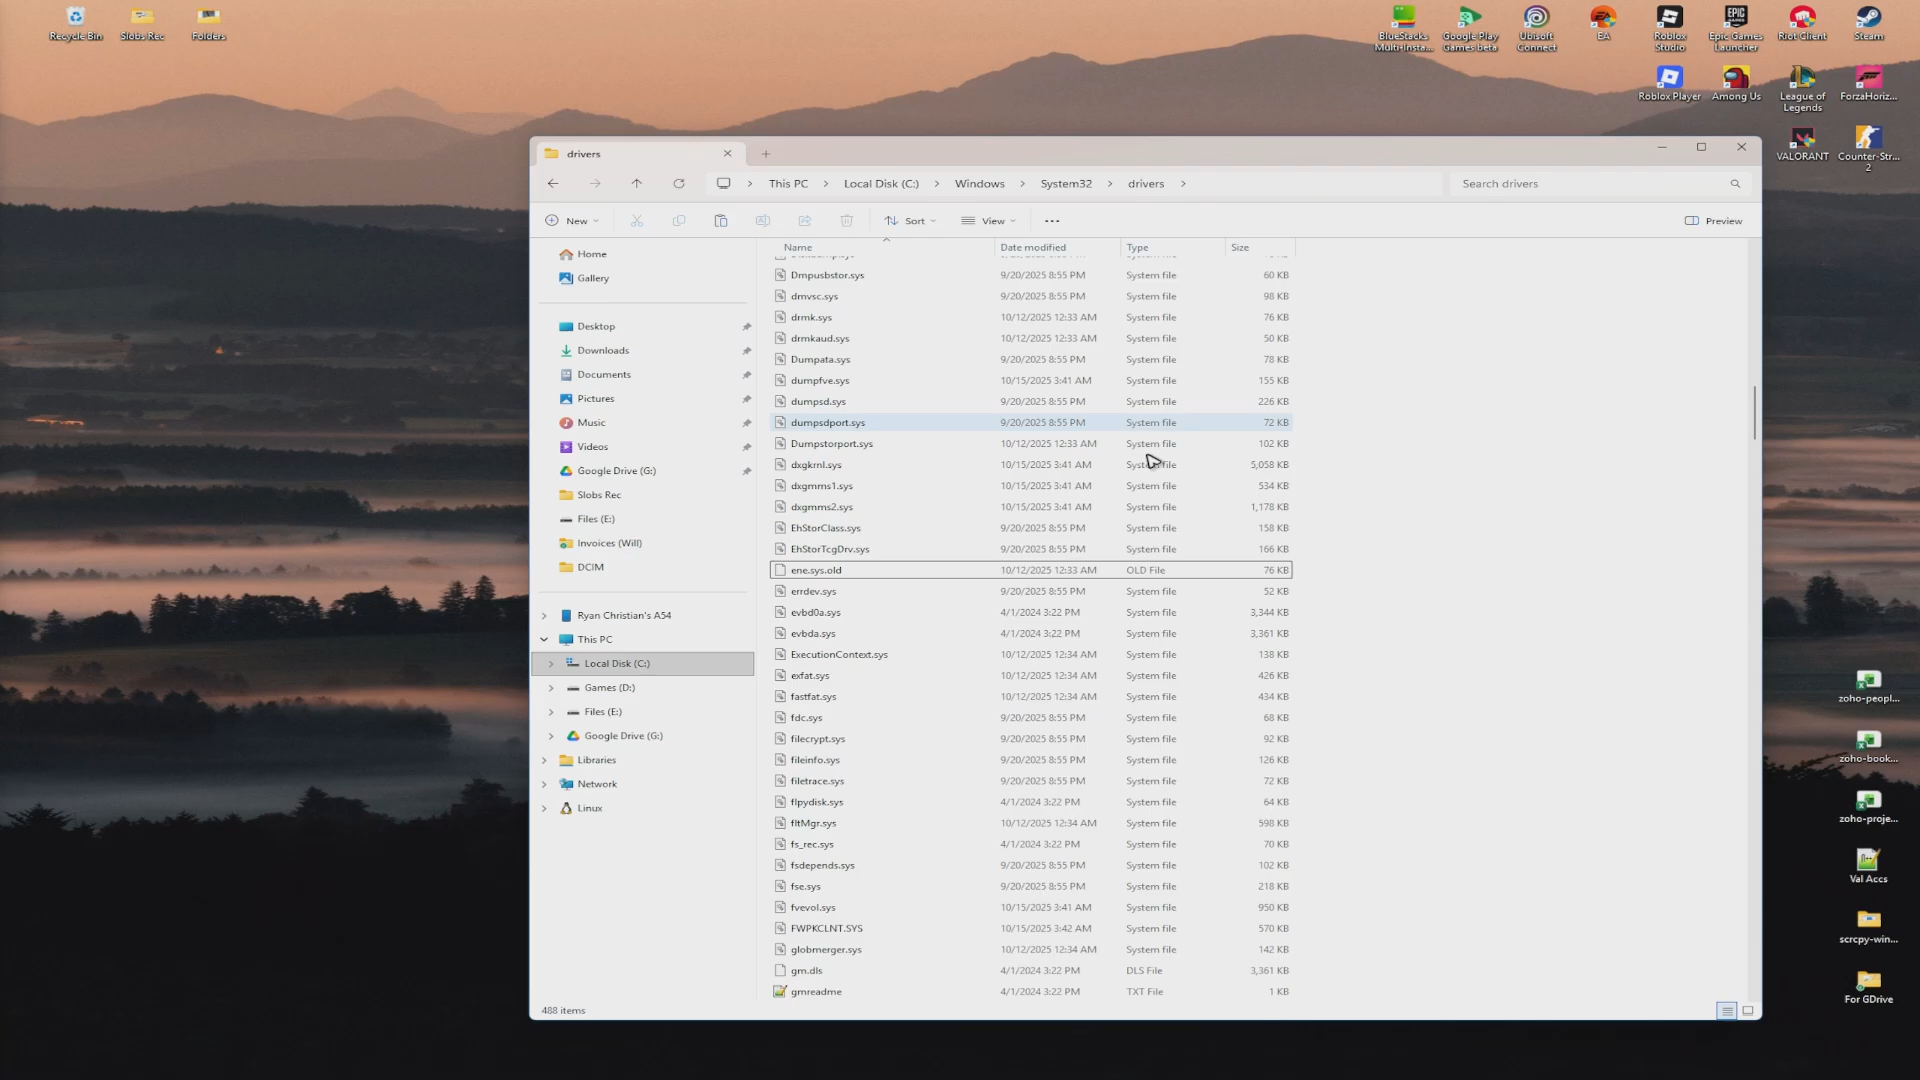 Recycle Bin
Slobs Rec
Folders
BlueStacks Multi-Insta...
Google Play Games beta
Ubisoft Connect
EA
Roblox Studio
Epic Games Launcher
Riot Client
Steam
Roblox Player
Among Us
League of Legends
ForzaHoriz...
VALORANT
Counter-Str... 2
drivers
This PC
Local Disk (C:)
Windows
System32
drivers
Search drivers
New
Sort
View
Preview
Name Date modified Type Size
Home
Gallery
Desktop
Downloads
Documents
Pictures
Music
Videos
Google Drive (G:)
Slobs Rec
Files (E:)
Invoices (Will)
DCIM
Ryan Christian's A54
This PC
Local Disk (C:)
Games (D:)
Files (E:)
Google Drive (G:)
Libraries
Network
Linux
Dmpusbstor.sys 9/20/2025 8:55 PM System file 60 KB
dmvsc.sys 9/20/2025 8:55 PM System file 98 KB
drmk.sys 10/12/2025 12:33 AM System file 76 KB
drmkaud.sys 10/12/2025 12:33 AM System file 50 KB
Dumpata.sys 9/20/2025 8:55 PM System file 78 KB
dumpfve.sys 10/15/2025 3:41 AM System file 155 KB
dumpsd.sys 9/20/2025 8:55 PM System file 226 KB
dumpsdport.sys 9/20/2025 8:55 PM System file 72 KB
Dumpstorport.sys 10/12/2025 12:33 AM System file 102 KB
dxgkrnl.sys 10/15/2025 3:41 AM System file 5,058 KB
dxgmms1.sys 10/15/2025 3:41 AM System file 534 KB
dxgmms2.sys 10/15/2025 3:41 AM System file 1,178 KB
EhStorClass.sys 9/20/2025 8:55 PM System file 158 KB
EhStorTcgDrv.sys 9/20/2025 8:55 PM System file 166 KB
ene.sys.old 10/12/2025 12:33 AM OLD File 76 KB
errdev.sys 9/20/2025 8:55 PM System file 52 KB
evbd0a.sys 4/1/2024 3:22 PM System file 3,344 KB
evbda.sys 4/1/2024 3:22 PM System file 3,361 KB
ExecutionContext.sys 10/12/2025 12:34 AM System file 138 KB
exfat.sys 10/12/2025 12:34 AM System file 426 KB
fastfat.sys 10/12/2025 12:34 AM System file 434 KB
fdc.sys 9/20/2025 8:55 PM System file 68 KB
filecrypt.sys 9/20/2025 8:55 PM System file 92 KB
fileinfo.sys 9/20/2025 8:55 PM System file 126 KB
filetrace.sys 9/20/2025 8:55 PM System file 72 KB
flpydisk.sys 4/1/2024 3:22 PM System file 64 KB
fltMgr.sys 10/12/2025 12:34 AM System file 598 KB
fs_rec.sys 4/1/2024 3:22 PM System file 70 KB
fsdepends.sys 9/20/2025 8:55 PM System file 102 KB
fse.sys 9/20/2025 8:55 PM System file 218 KB
fvevol.sys 10/15/2025 3:41 AM System file 950 KB
FWPKCLNT.SYS 10/15/2025 3:42 AM System file 570 KB
globmerger.sys 10/12/2025 12:34 AM System file 142 KB
gm.dls 4/1/2024 3:22 PM DLS File 3,361 KB
gmreadme 4/1/2024 3:22 PM TXT File 1 KB
488 items
zoho-peopl...
zoho-book...
zoho-proje...
Val Accs
scrcpy-win...
For GDrive